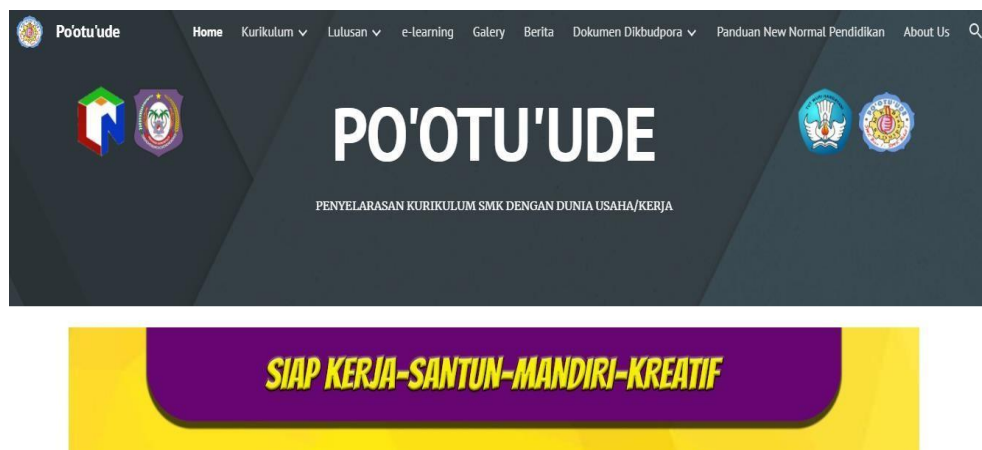 Po'otu'ude Home Kurikulum Lulusan e-learning Galery Berita Dokumen Dikbudpora Panduan New Normal Pendidikan About Us
PO'OTU'UDE
PENYELARASAN KURIKULUM SMK DENGAN DUNIA USAHA/KERJA
SIAP KERJA-SANTUN-MANDIRI-KREATIF